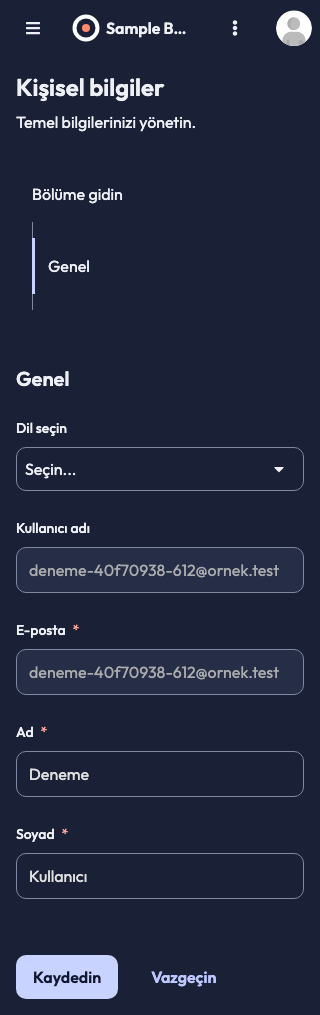 Sample B...
Kişisel bilgiler
Temel bilgilerinizi yönetin.
Bölüme gidin
Genel
Genel
Dil seçin
Seçin...
Kullanıcı adı
deneme-40f70938-612@ornek.test
E-posta *
deneme-40f70938-612@ornek.test
Ad *
Deneme
Soyad *
Kullanıcı
Kaydedin
Vazgeçin